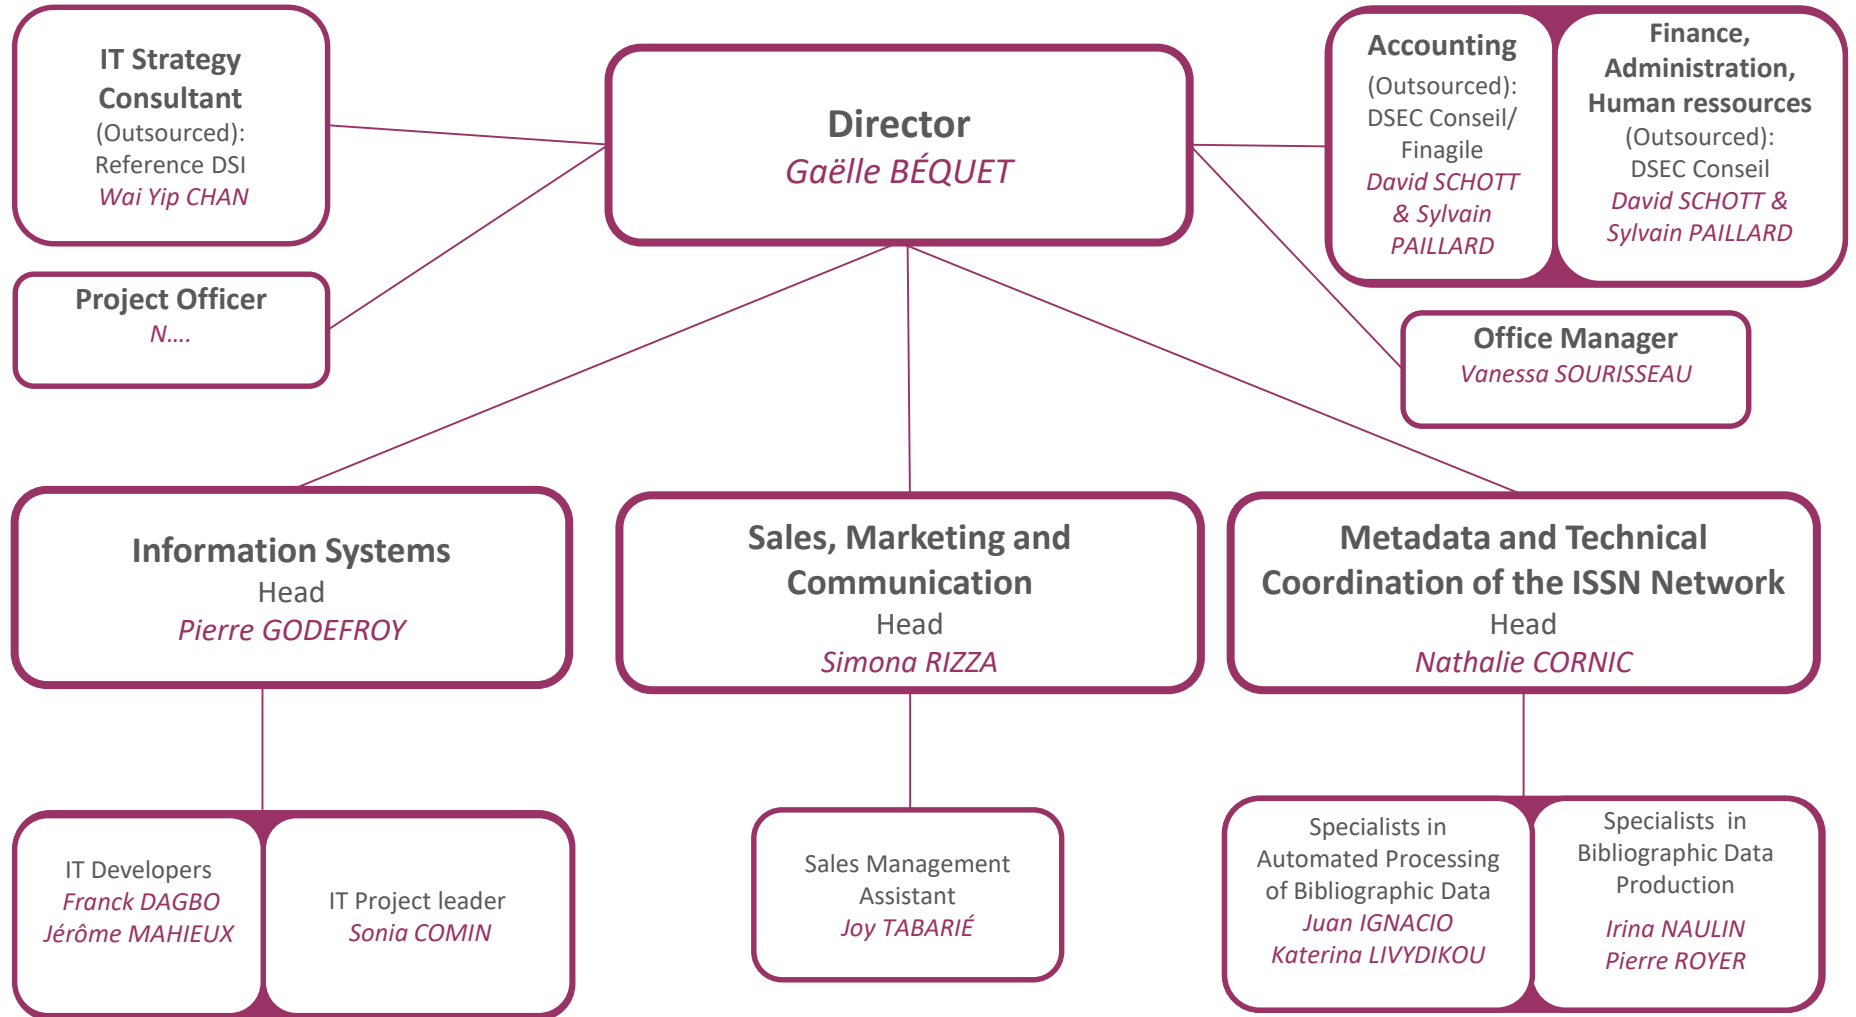 IT Strategy
Consultant
(Outsourced):
Reference DSI
Wai Yip CHAN
Project Officer
N....
Director
Gaëlle BÉQUET
Accounting
(Outsourced):
DSEC Conseil/
Finagile
David SCHOTT
& Sylvain
PAILLARD
Finance,
Administration,
Human ressources
(Outsourced):
DSEC Conseil
David SCHOTT &
Sylvain PAILLARD
Office Manager
Vanessa SOURISSEAU
Information Systems
Head
Pierre GODEFROY
Sales, Marketing and
Communication
Head
Simona RIZZA
Metadata and Technical
Coordination of the ISSN Network
Head
Nathalie CORNIC
IT Developers
Franck DAGBO
Jérôme MAHIEUX
IT Project leader
Sonia COMIN
Sales Management
Assistant
Joy TABARIÉ
Specialists in
Automated Processing
of Bibliographic Data
Juan IGNACIO
Katerina LIVYDIKOU
Specialists in
Bibliographic Data
Production
Irina NAULIN
Pierre ROYER